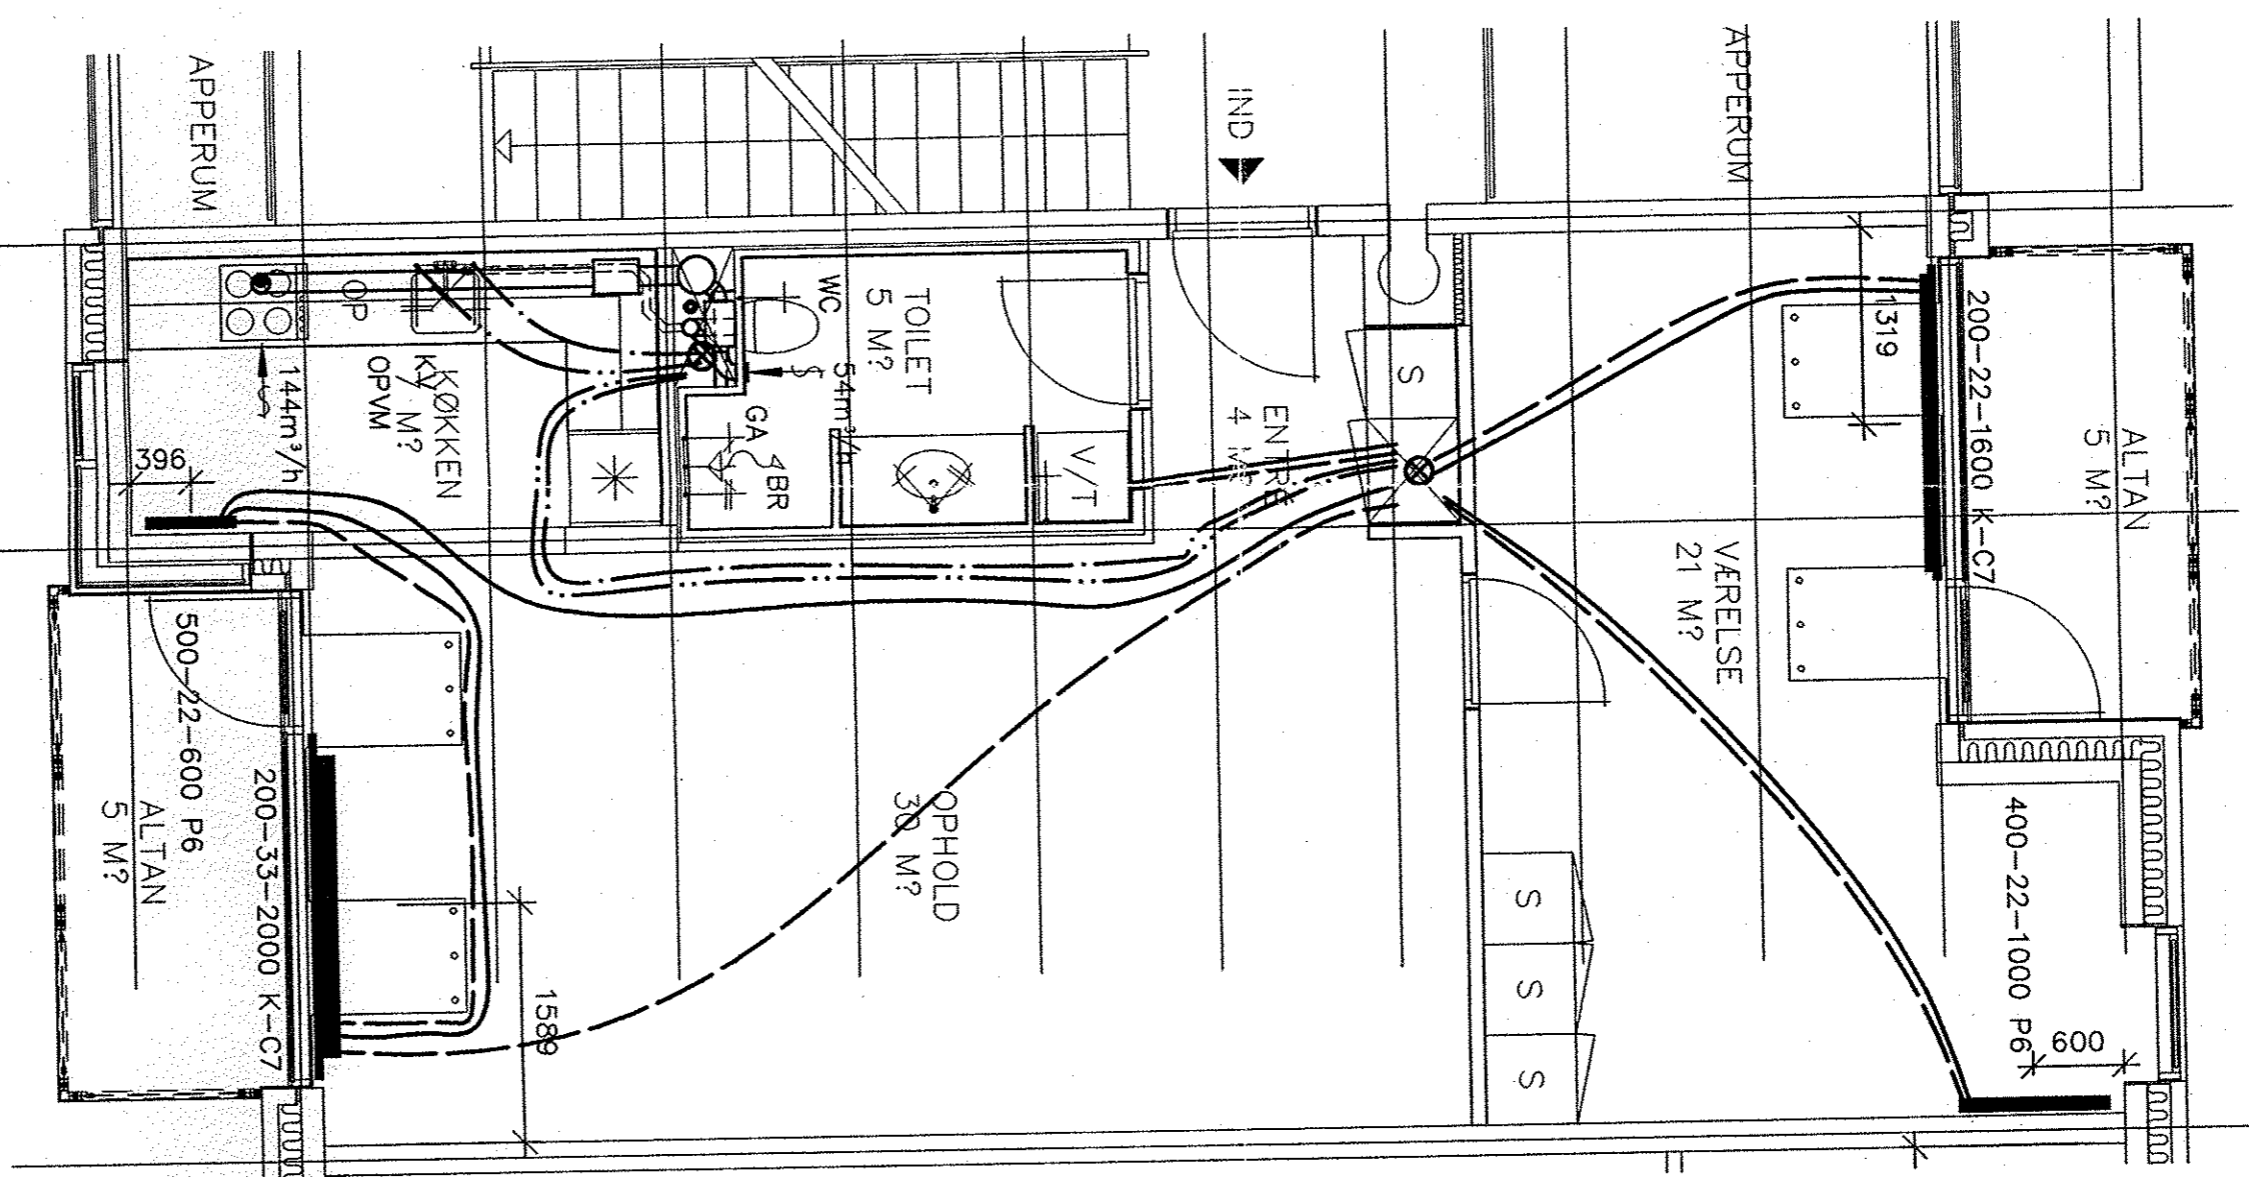 APPERUM
APPERUM
IND
TOILET
5 M?
WC
54m³/h
GA
BR
V/T
ENTRE
4 M?
S
OP
KØKKEN
KV M?
OPVM
144m³/h
396
1319
200-22-1600 K-C7
ALTAN
5 M?
VÆRELSE
21 M?
400-22-1000 P6
600
S
S
S
OPHOLD
30 M?
1589
500-22-600 P6
200-33-2000 K-C7
ALTAN
5 M?